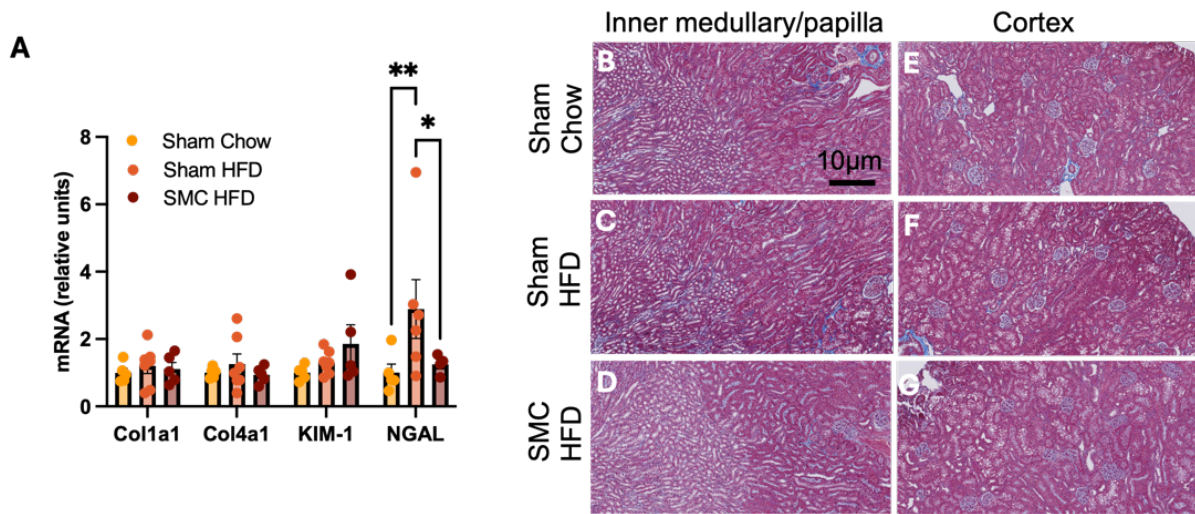 A
mRNA (relative units)
8
6
4
2
0
Sham Chow
Sham HFD
SMC HFD
**
*
Col1a1 Col4a1 KIM-1 NGAL
Inner medullary/papilla Cortex
Sham
Chow
B
10µm
E
Sham
HFD
C
F
SMC
HFD
D
G